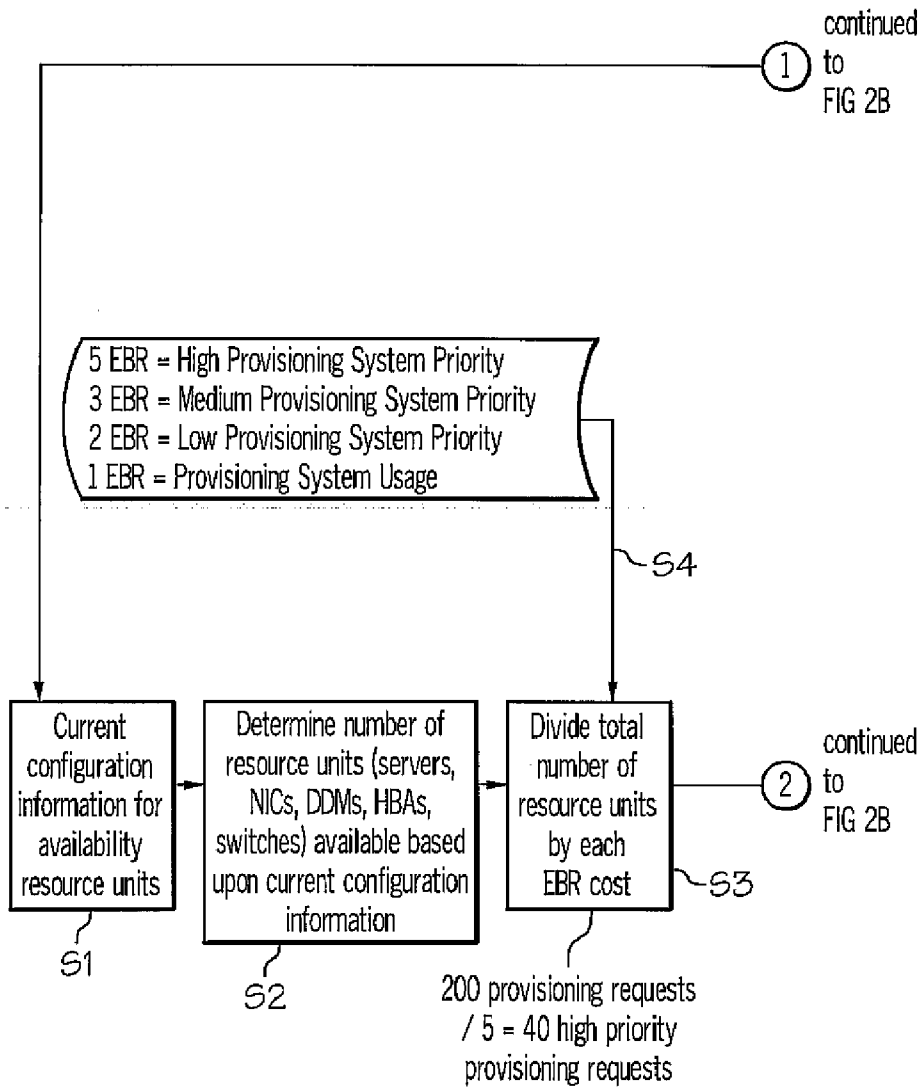 continued
1 to
FIG 2B
5 EBR = High Provisioning System Priority
3 EBR = Medium Provisioning System Priority
2 EBR = Low Provisioning System Priority
1 EBR = Provisioning System Usage
S4
Current
configuration
information for
availability
resource units
S1
Determine number of
resource units (servers,
NICs, DDMs, HBAs,
switches) available based
upon current configuration
information
S2
Divide total
number of
resource units
by each
EBR cost
S3
continued
2 to
FIG 2B
200 provisioning requests
/ 5 = 40 high priority
provisioning requests